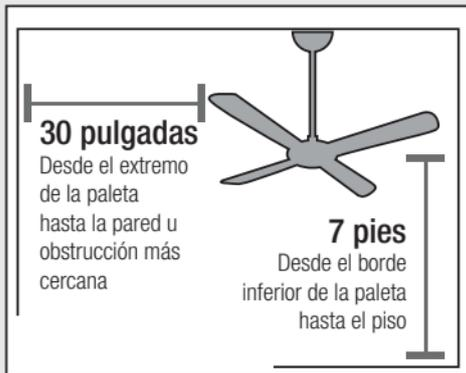 30 pulgadas
Desde el extremo
de la paleta
hasta la pared u
obstrucción más
cercana
7 pies
Desde el borde
inferior de la paleta
hasta el piso